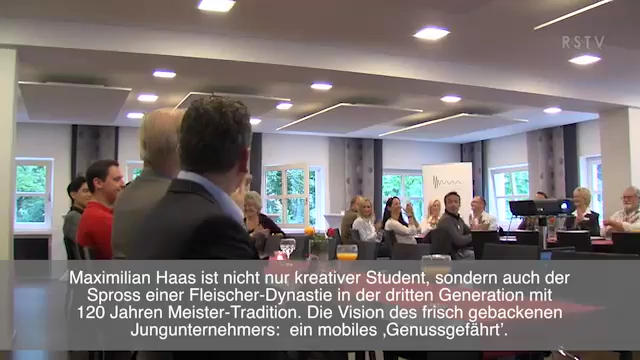 RSTV
Maximilian Haas ist nicht nur kreativer Student, sondern auch der
Spross einer Fleischer-Dynastie in der dritten Generation mit
120 Jahren Meister-Tradition. Die Vision des frisch gebackenen
Jungunternehmers:  ein mobiles ‚Genussgefährt’.